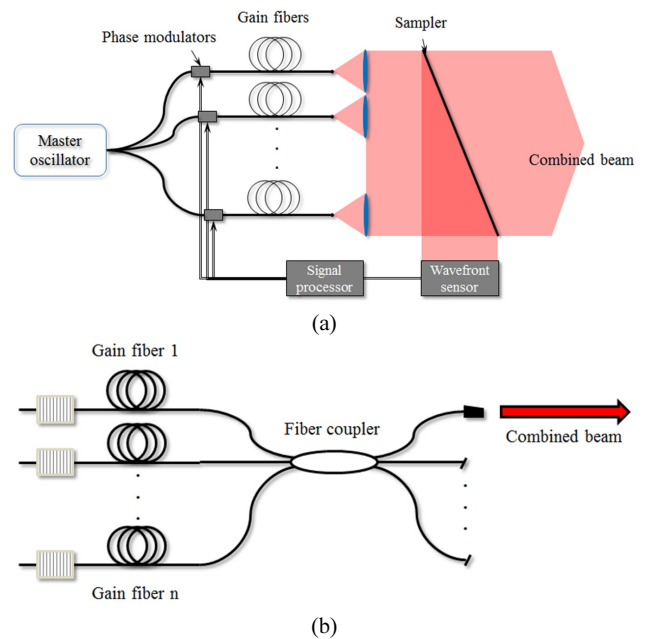 Gain fibers
Sampler
Phase modulators
Master
oscillator
Combined beam
Signal
processor
Wavefront
sensor
(a)
Gain fiber 1
Fiber coupler
Combined beam
Gain fiber n
(b)